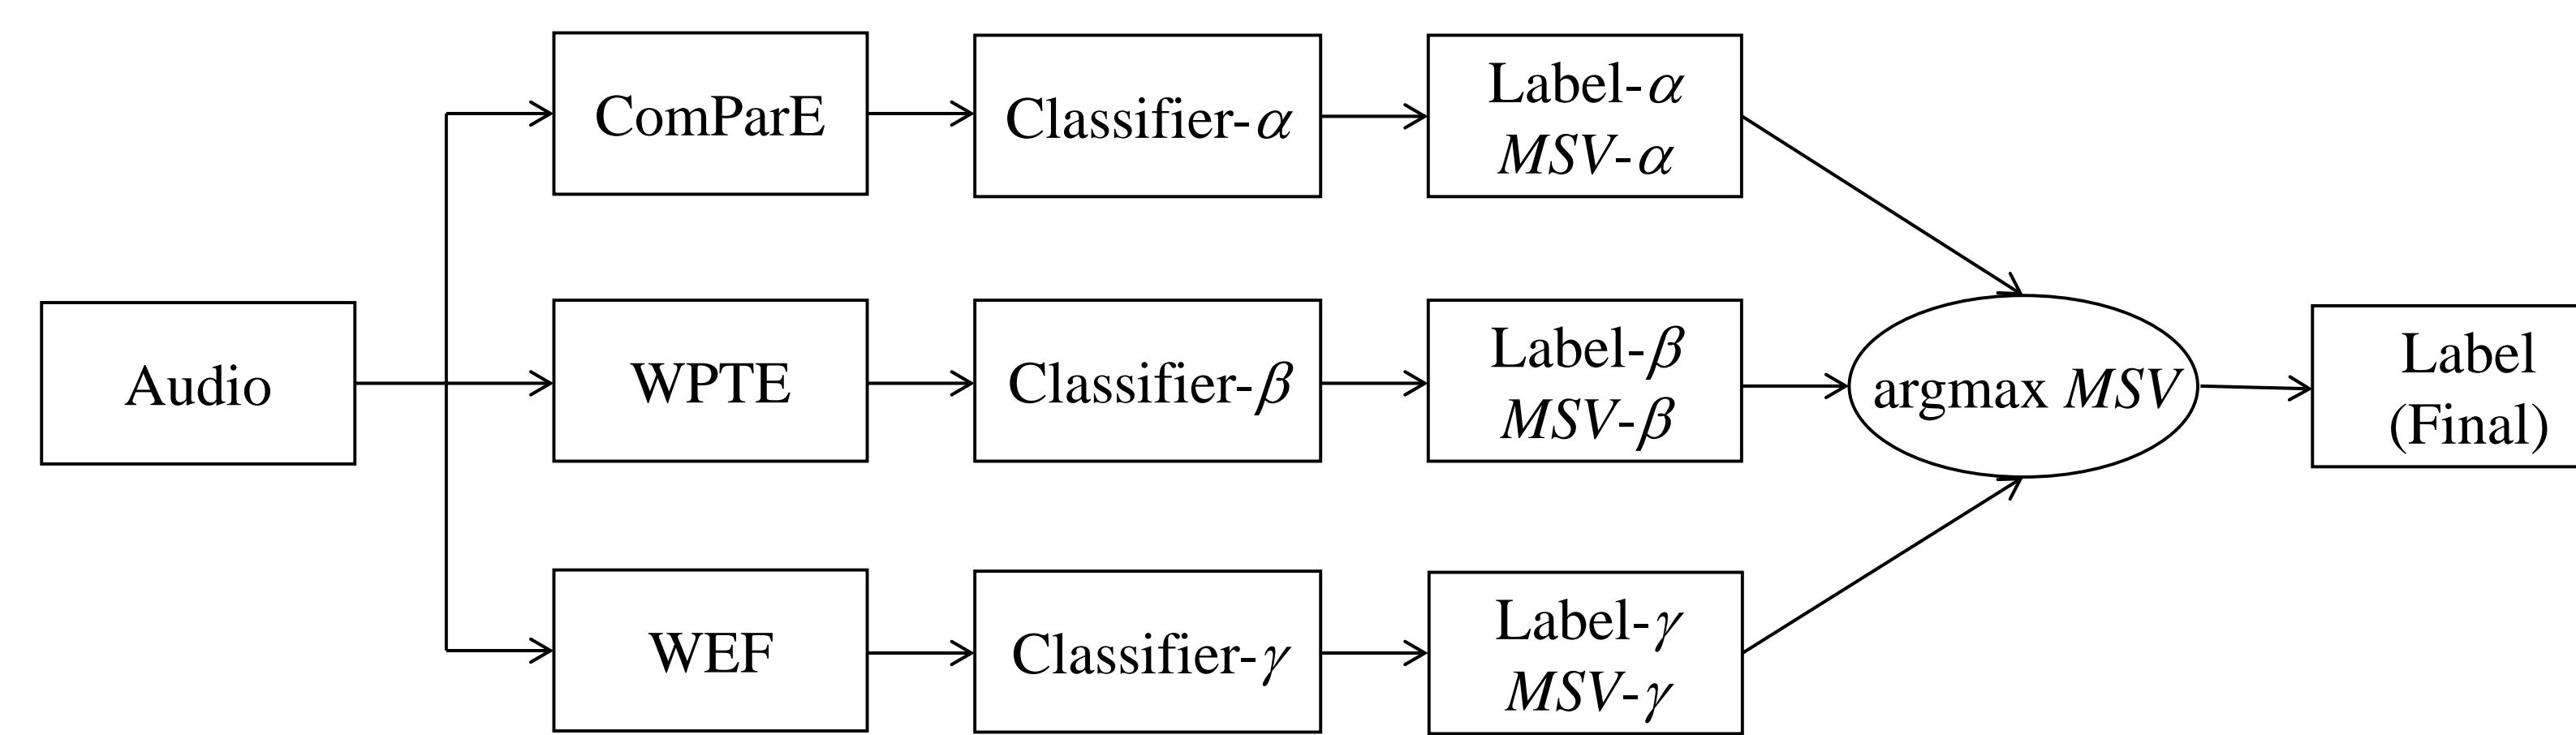 Audio
ComParE
Classifier-α
Label-α
MSV-α
WPTE
Classifier-β
Label-β
MSV-β
WEF
Classifier-γ
Label-γ
MSV-γ
argmax MSV
Label
(Final)